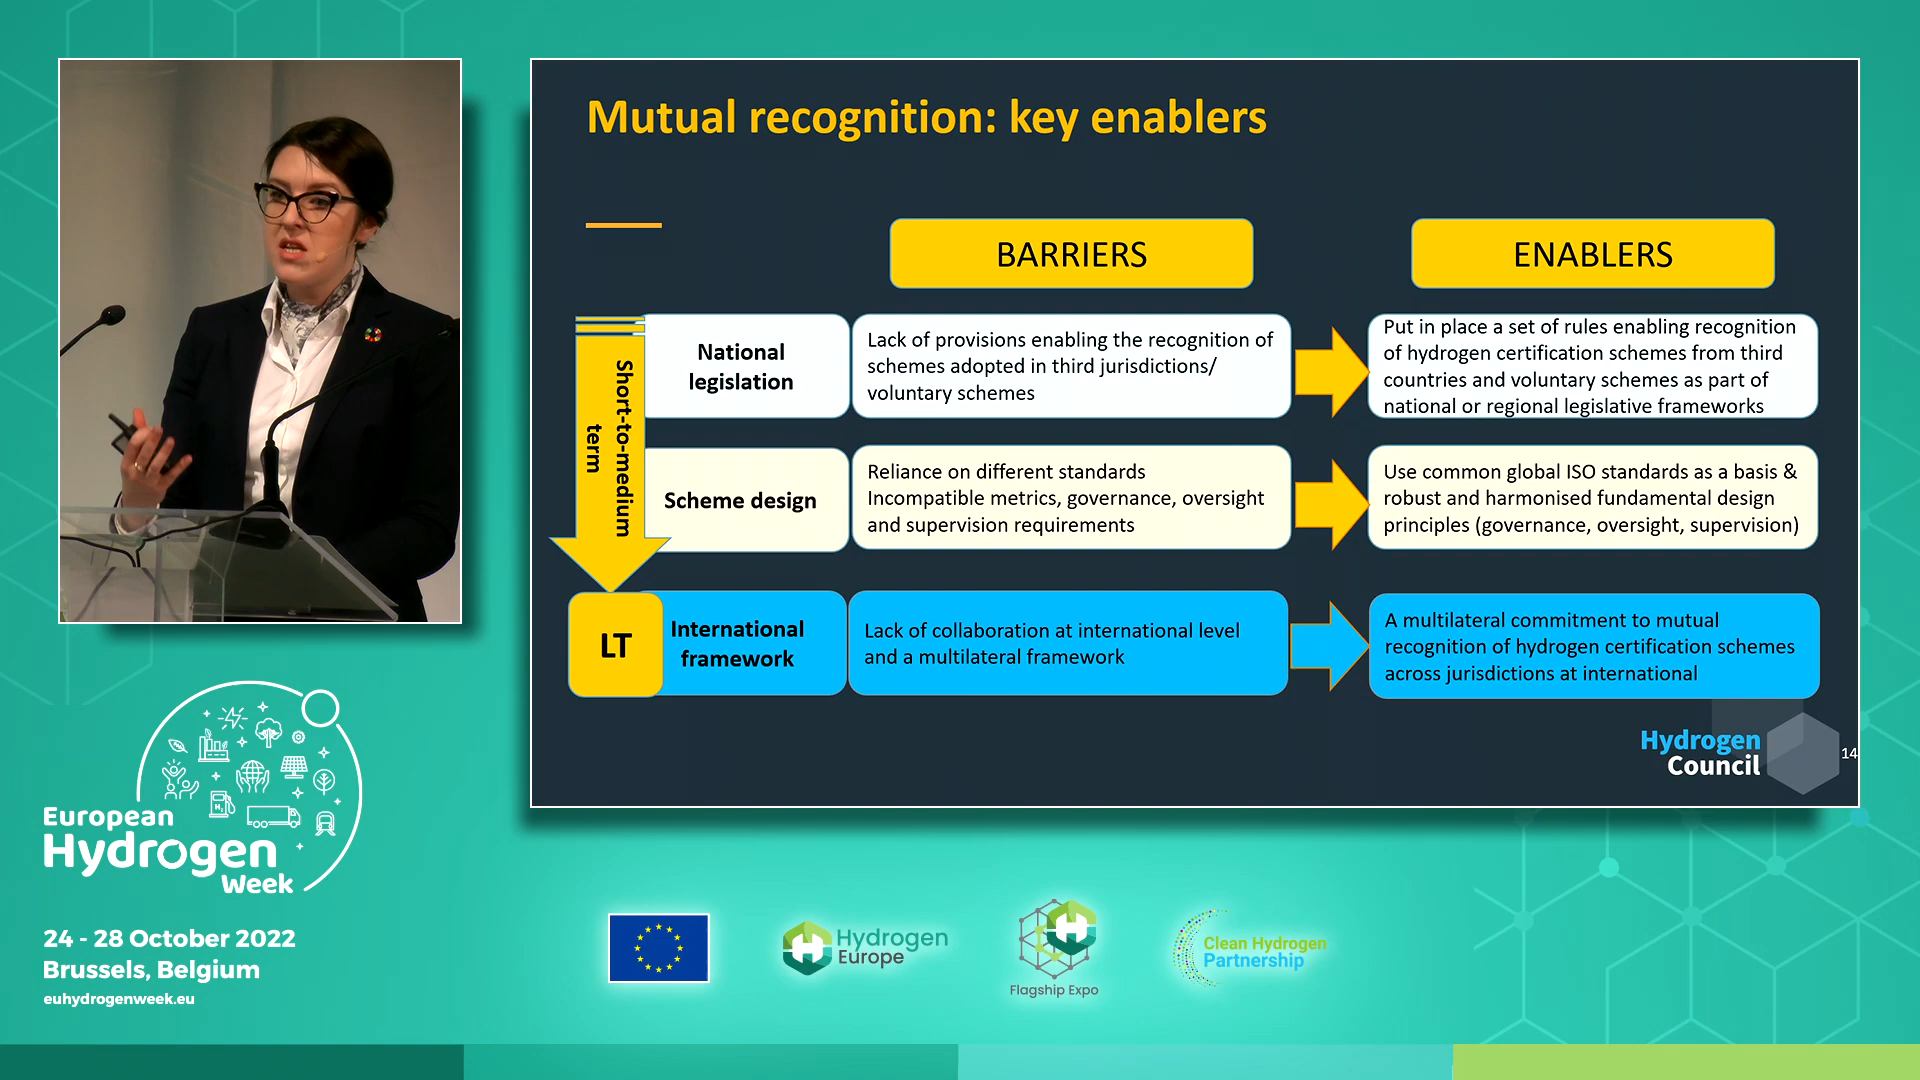 Mutual recognition: key enablers
BARRIERS
ENABLERS
Short-to-medium
term
National
legislation
Lack of provisions enabling the recognition of
schemes adopted in third jurisdictions/
voluntary schemes
Put in place a set of rules enabling recognition
of hydrogen certification schemes from third
countries and voluntary schemes as part of
national or regional legislative frameworks
Scheme design
Reliance on different standards
Incompatible metrics, governance, oversight
and supervision requirements
Use common global ISO standards as a basis &
robust and harmonised fundamental design
principles (governance, oversight, supervision)
LT
International
framework
Lack of collaboration at international level
and a multilateral framework
A multilateral commitment to mutual
recognition of hydrogen certification schemes
across jurisdictions at international
Hydrogen
Council
14
H2
European
Hydrogen
Week
24 - 28 October 2022
Brussels, Belgium
euhydrogenweek.eu
Hydrogen
Europe
Flagship Expo
Clean Hydrogen
Partnership